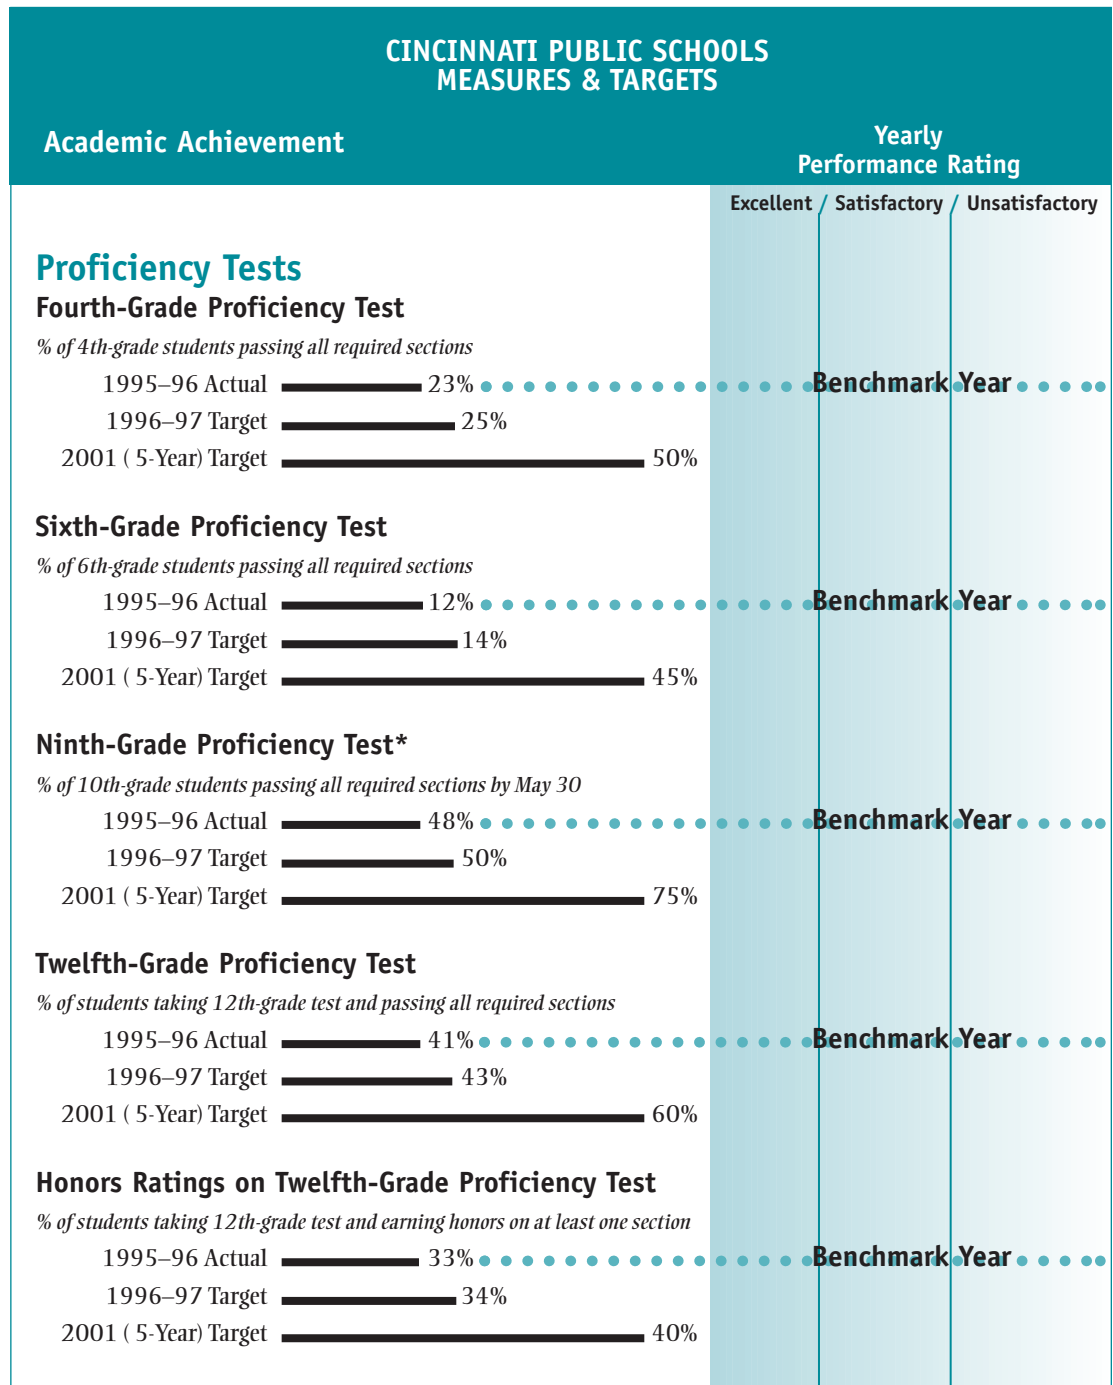 CINCINNATI PUBLIC SCHOOLS
MEASURES & TARGETS
Academic Achievement
Yearly
Performance Rating
Excellent / Satisfactory / Unsatisfactory
Proficiency Tests
Fourth-Grade Proficiency Test
% of 4th-grade students passing all required sections
1995–96 Actual 23% Benchmark Year
1996–97 Target 25%
2001 ( 5-Year) Target 50%
Sixth-Grade Proficiency Test
% of 6th-grade students passing all required sections
1995–96 Actual 12% Benchmark Year
1996–97 Target 14%
2001 ( 5-Year) Target 45%
Ninth-Grade Proficiency Test*
% of 10th-grade students passing all required sections by May 30
1995–96 Actual 48% Benchmark Year
1996–97 Target 50%
2001 ( 5-Year) Target 75%
Twelfth-Grade Proficiency Test
% of students taking 12th-grade test and passing all required sections
1995–96 Actual 41% Benchmark Year
1996–97 Target 43%
2001 ( 5-Year) Target 60%
Honors Ratings on Twelfth-Grade Proficiency Test
% of students taking 12th-grade test and earning honors on at least one section
1995–96 Actual 33% Benchmark Year
1996–97 Target 34%
2001 ( 5-Year) Target 40%